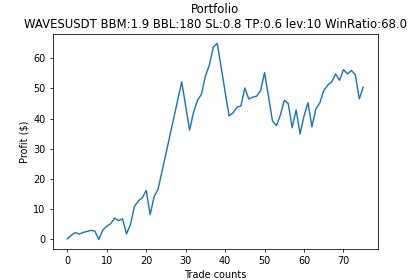 Portfolio
WAVESUSDT BBM:1.9 BBL:180 SL:0.8 TP:0.6 lev:10 WinRatio:68.0
60
50
40
30
20
10
0
Profit ($)
0 10 20 30 40 50 60 70
Trade counts